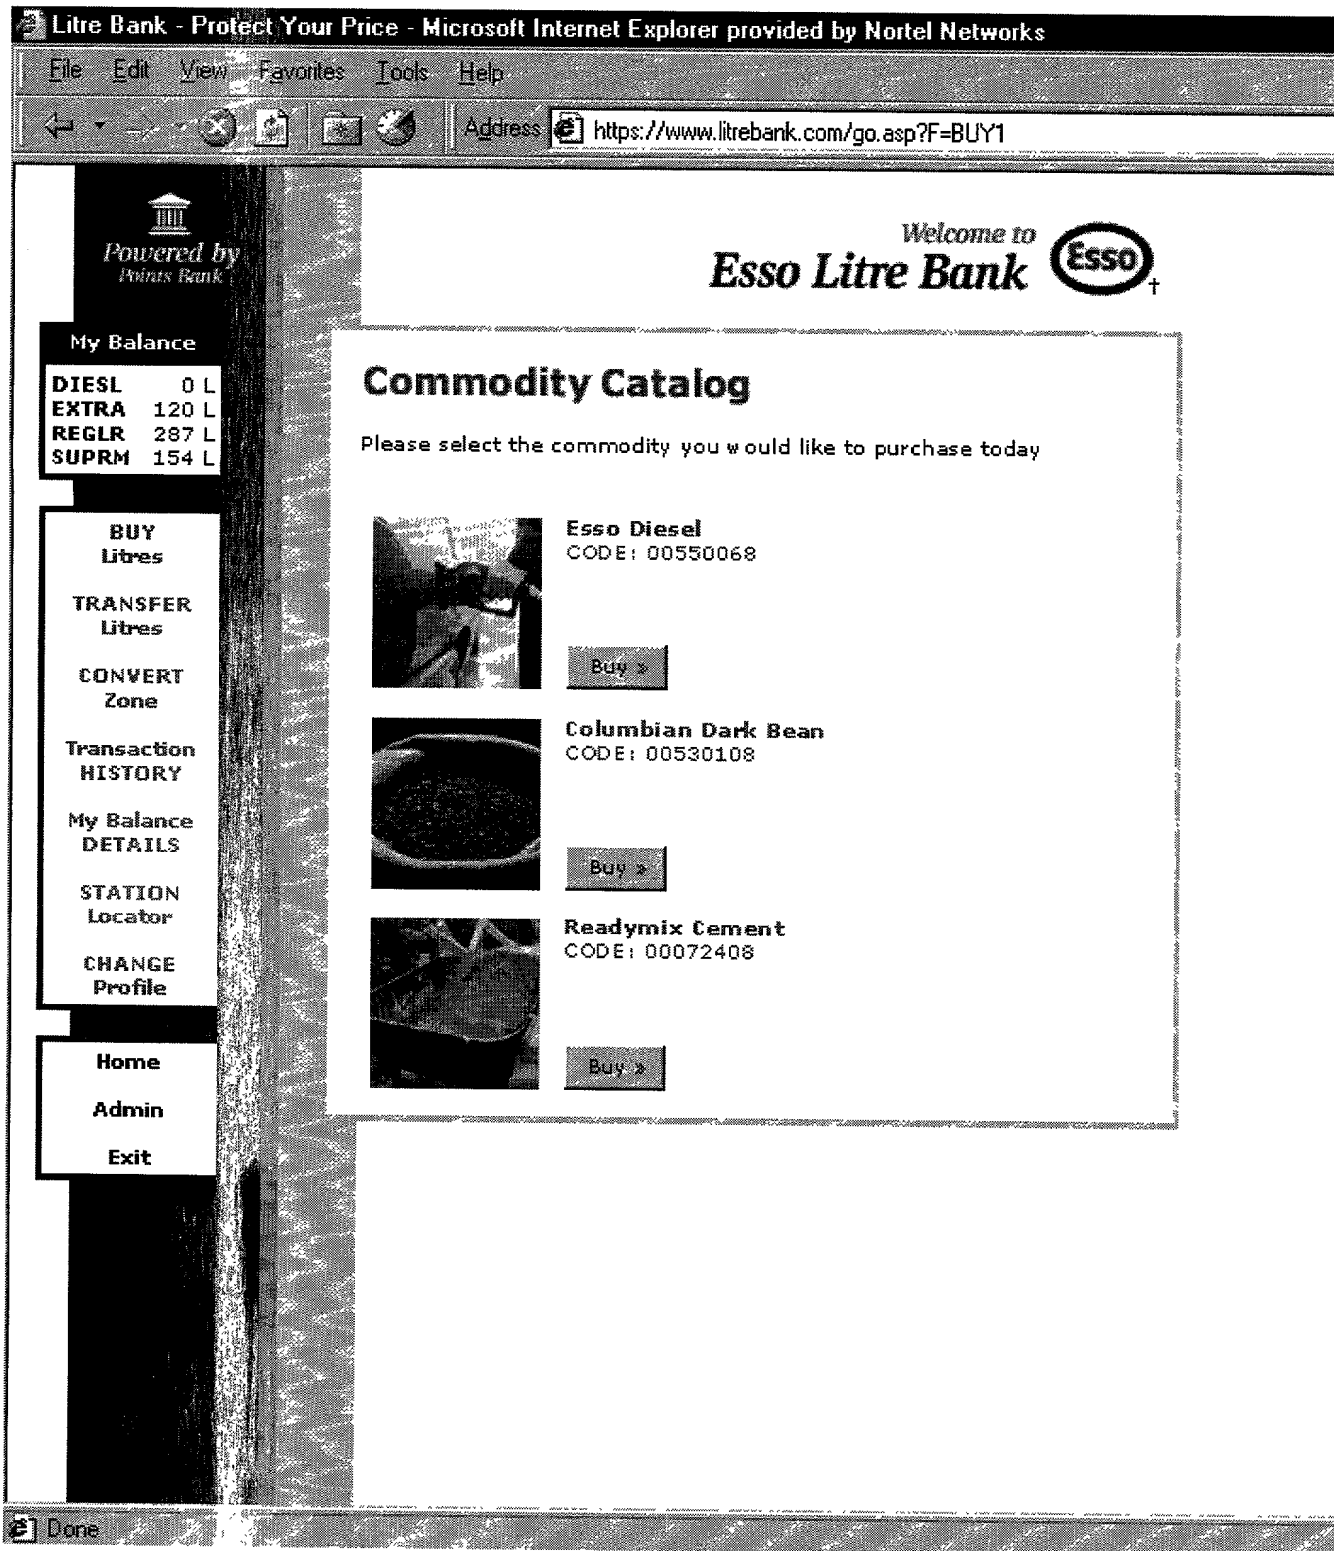 Litre Bank - Protect Your Price - Microsoft Internet Explorer provided by Nortel Networks
File Edit View Favorites Tools Help
Address https://www.litrebank.com/go.asp?F=BUY1
Powered by
Points Bank
Welcome to
Esso Litre Bank
Esso †
My Balance
DIESL 0 L
EXTRA 120 L
REGLR 287 L
SUPRM 154 L
BUY
Litres
TRANSFER
Litres
CONVERT
Zone
Transaction
HISTORY
My Balance
DETAILS
STATION
Locator
CHANGE
Profile
Home
Admin
Exit
Commodity Catalog
Please select the commodity you would like to purchase today
Esso Diesel
CODE: 00550068
Buy »
Columbian Dark Bean
CODE: 00530108
Buy »
Readymix Cement
CODE: 00072408
Buy »
Done